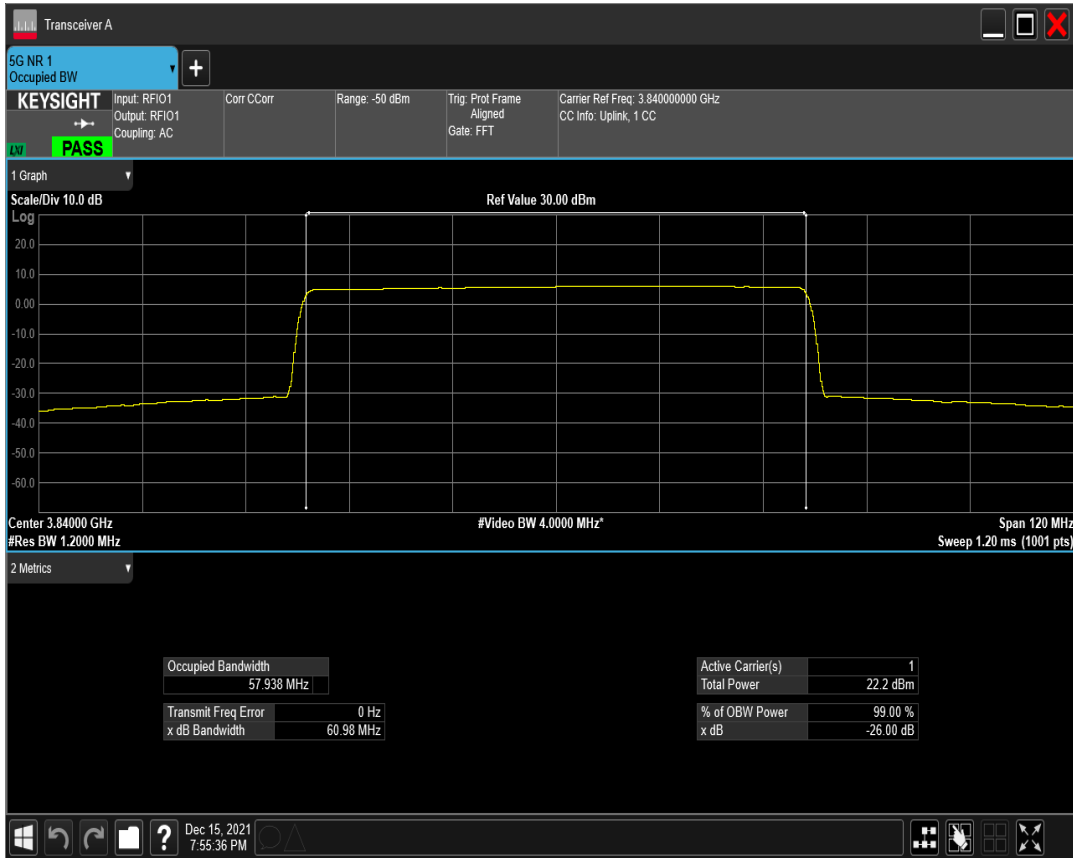 Transceiver A
5G NR 1
Occupied BW
KEYSIGHT
LXI
PASS
Input: RFIO1
Output: RFIO1
Coupling: AC
Corr CCorr
Range: -50 dBm
Trig: Prot Frame
Aligned
Gate: FFT
Carrier Ref Freq: 3.840000000 GHz
CC Info: Uplink, 1 CC
1 Graph
Scale/Div 10.0 dB
Ref Value 30.00 dBm
Log
20.0
10.0
0.00
-10.0
-20.0
-30.0
-40.0
-50.0
-60.0
Center 3.84000 GHz
#Video BW 4.0000 MHz*
Span 120 MHz
#Res BW 1.2000 MHz
Sweep 1.20 ms (1001 pts)
2 Metrics
Occupied Bandwidth
57.938 MHz
Transmit Freq Error 0 Hz
x dB Bandwidth 60.98 MHz
Active Carrier(s) 1
Total Power 22.2 dBm
% of OBW Power 99.00 %
x dB -26.00 dB
?
Dec 15, 2021
7:55:36 PM